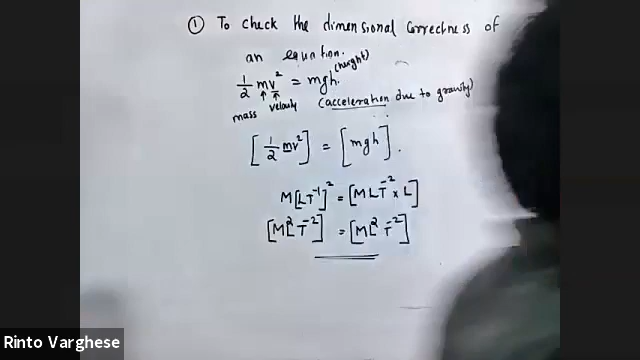 ① To check the dimensional correctness of
an equation.
(height)
1/2 mv² = mgh.
mass velocity (acceleration due to gravity)
[1/2 mv²] = [mgh].
M[LT⁻¹]² = [MLT⁻² × L]
[ML²T⁻²] = [ML²T⁻²]
Rinto Varghese